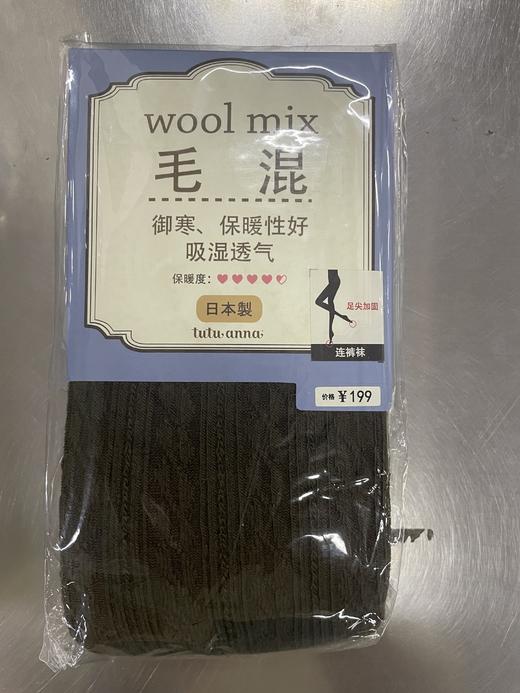 wool mix
毛 混
御寒、保暖性好
吸湿透气
保暖度:
日本製
tutu anna
足尖加固
连裤袜
价格 ¥199